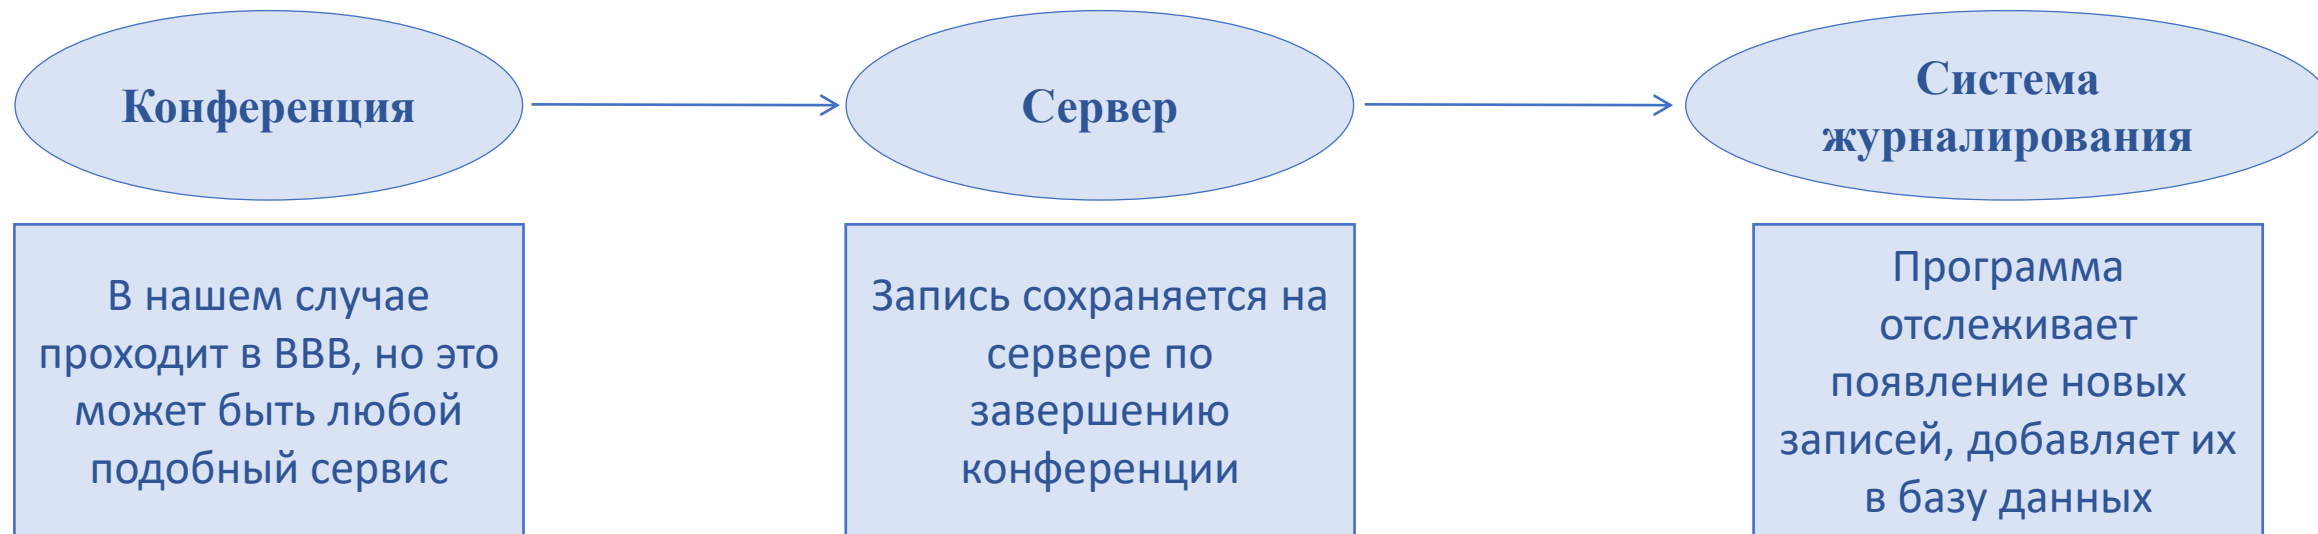 Конференция
Сервер
Система
журналирования
В нашем случае
проходит в BBB, но это
может быть любой
подобный сервис
Запись сохраняется на
сервере по
завершению
конференции
Программа
отслеживает
появление новых
записей, добавляет их
в базу данных